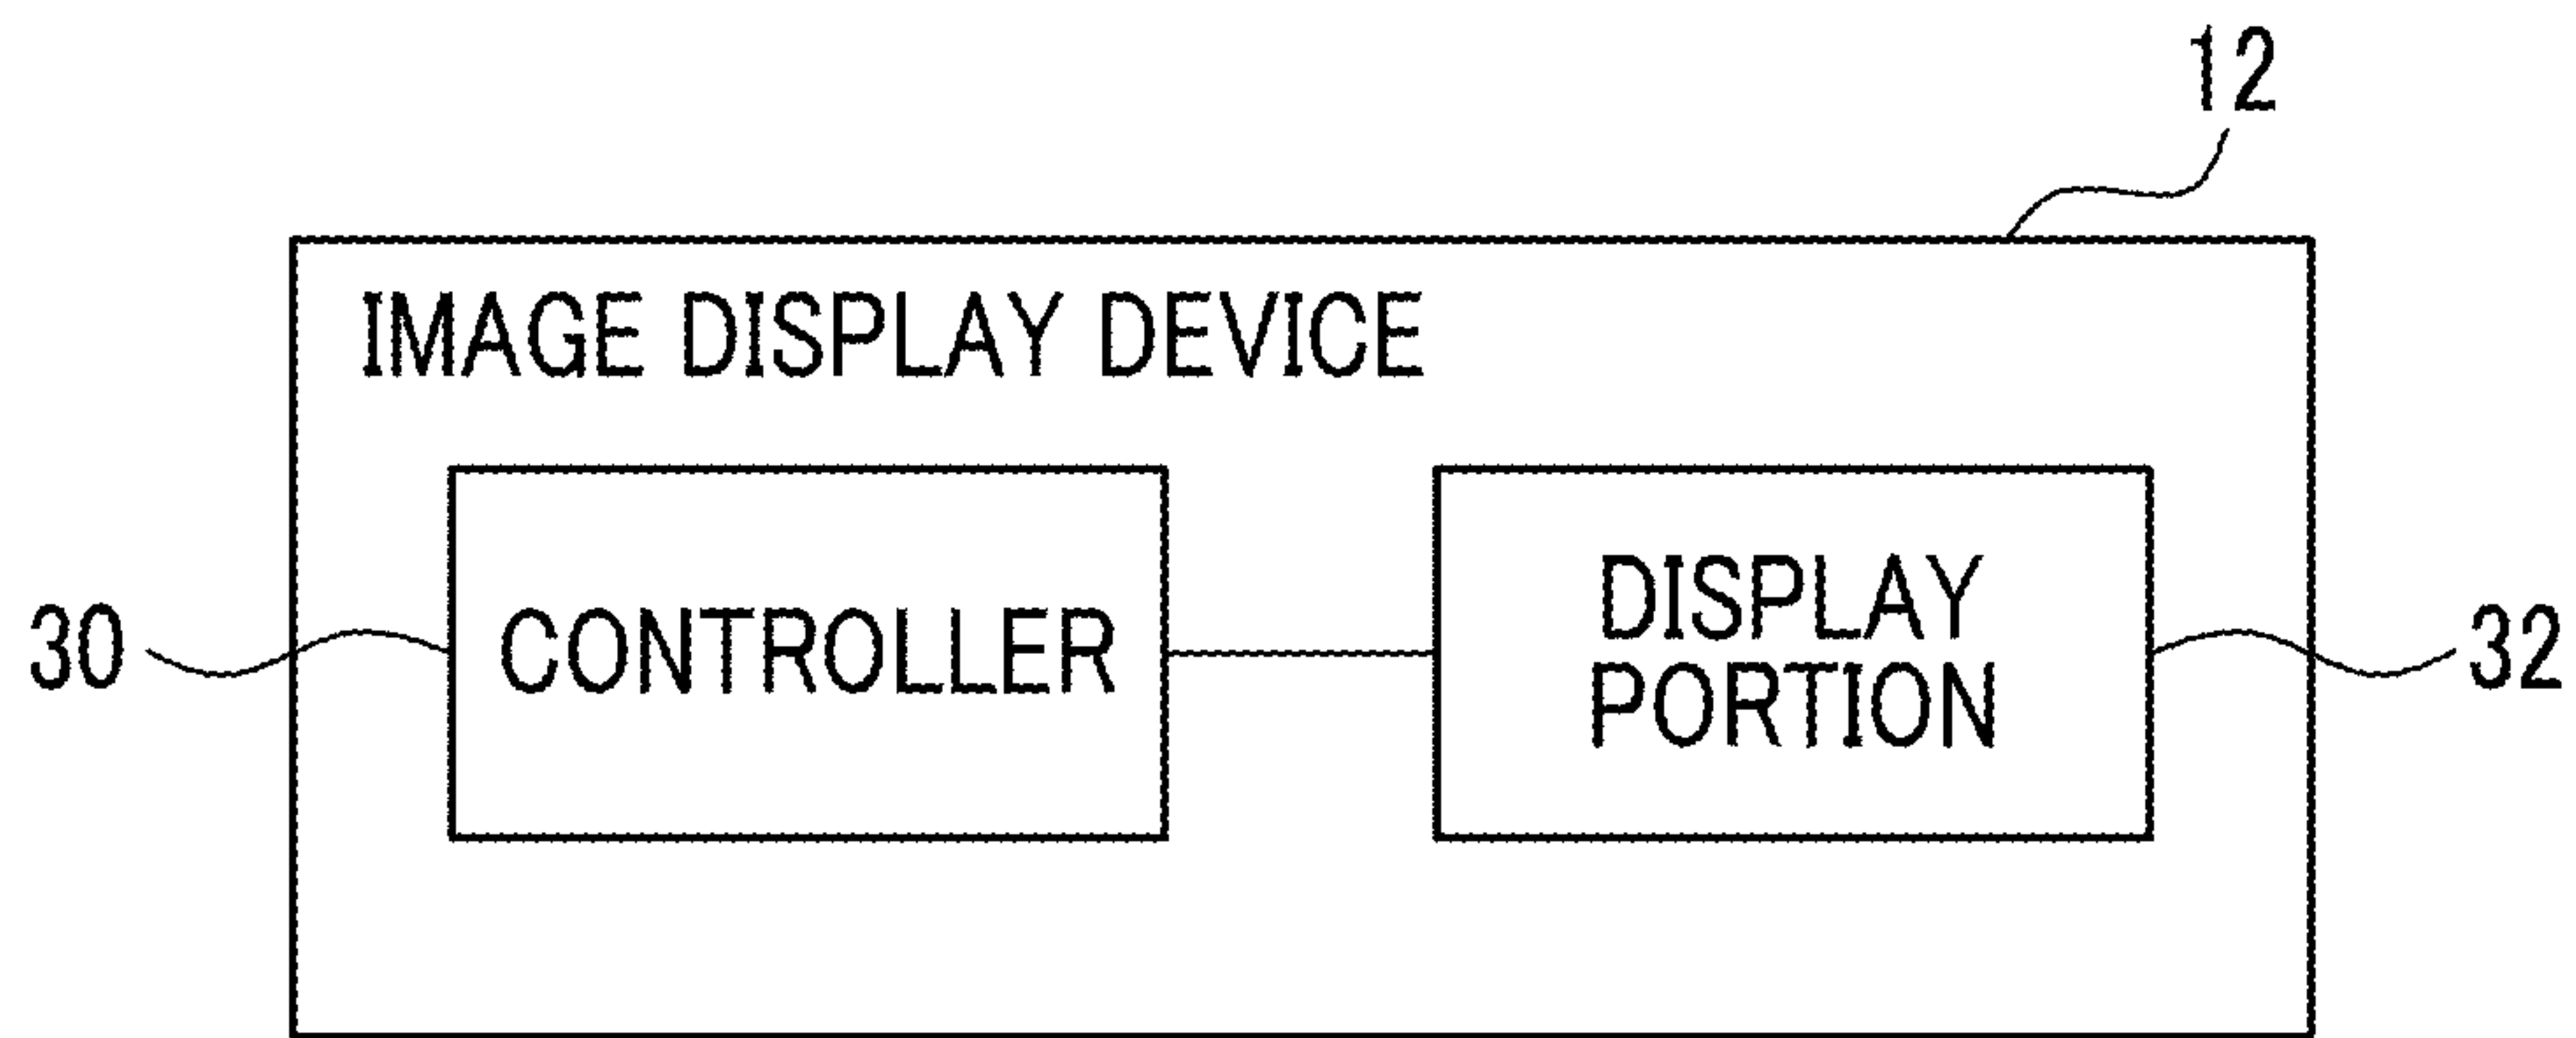 12
IMAGE DISPLAY DEVICE
30
CONTROLLER
DISPLAY
PORTION
32